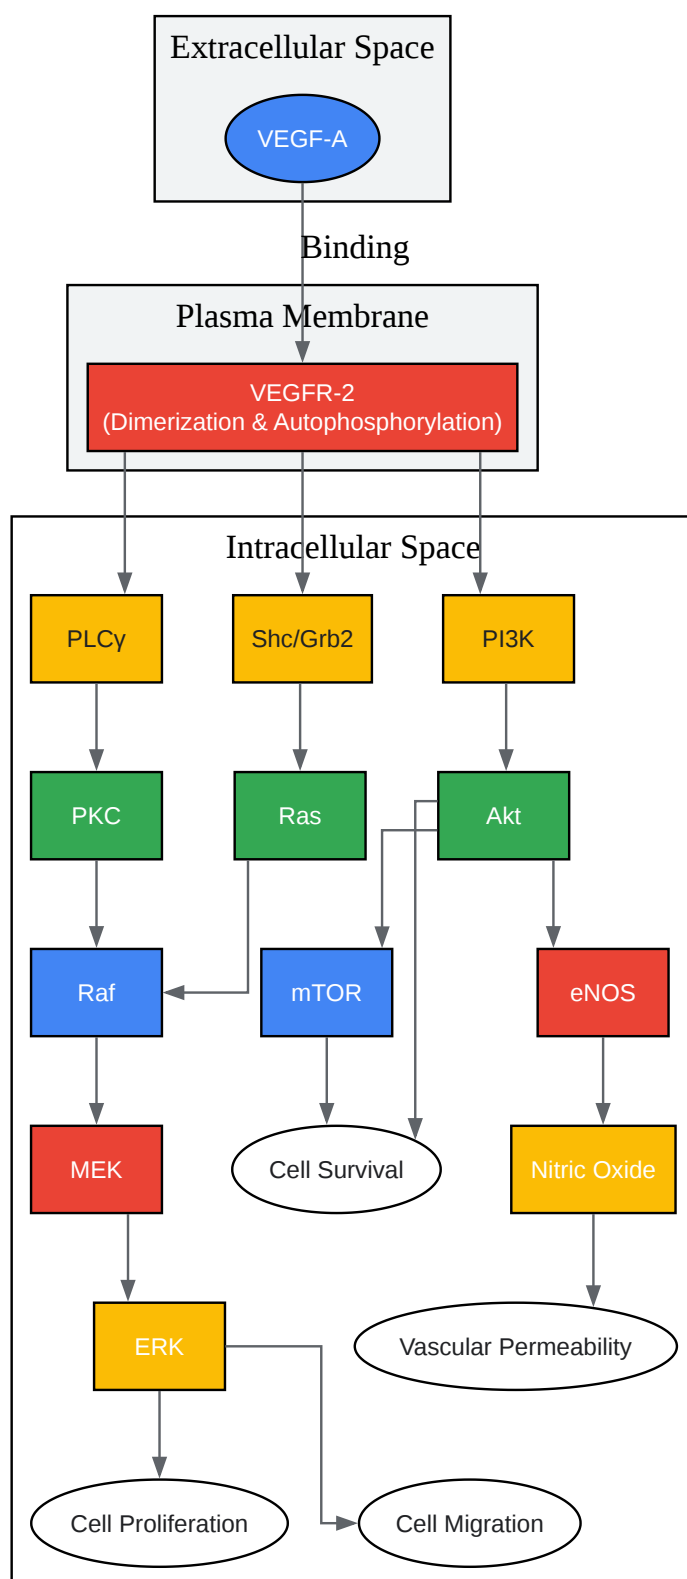 Extracellular Space
VEGF-A
Binding
Plasma Membrane
VEGFR-2
(Dimerization & Autophosphorylation)
Intracellular Space
PLCγ
Shc/Grb2
PI3K
PKC
Ras
Akt
Raf
mTOR
eNOS
MEK
Cell Survival
Nitric Oxide
ERK
Vascular Permeability
Cell Proliferation
Cell Migration